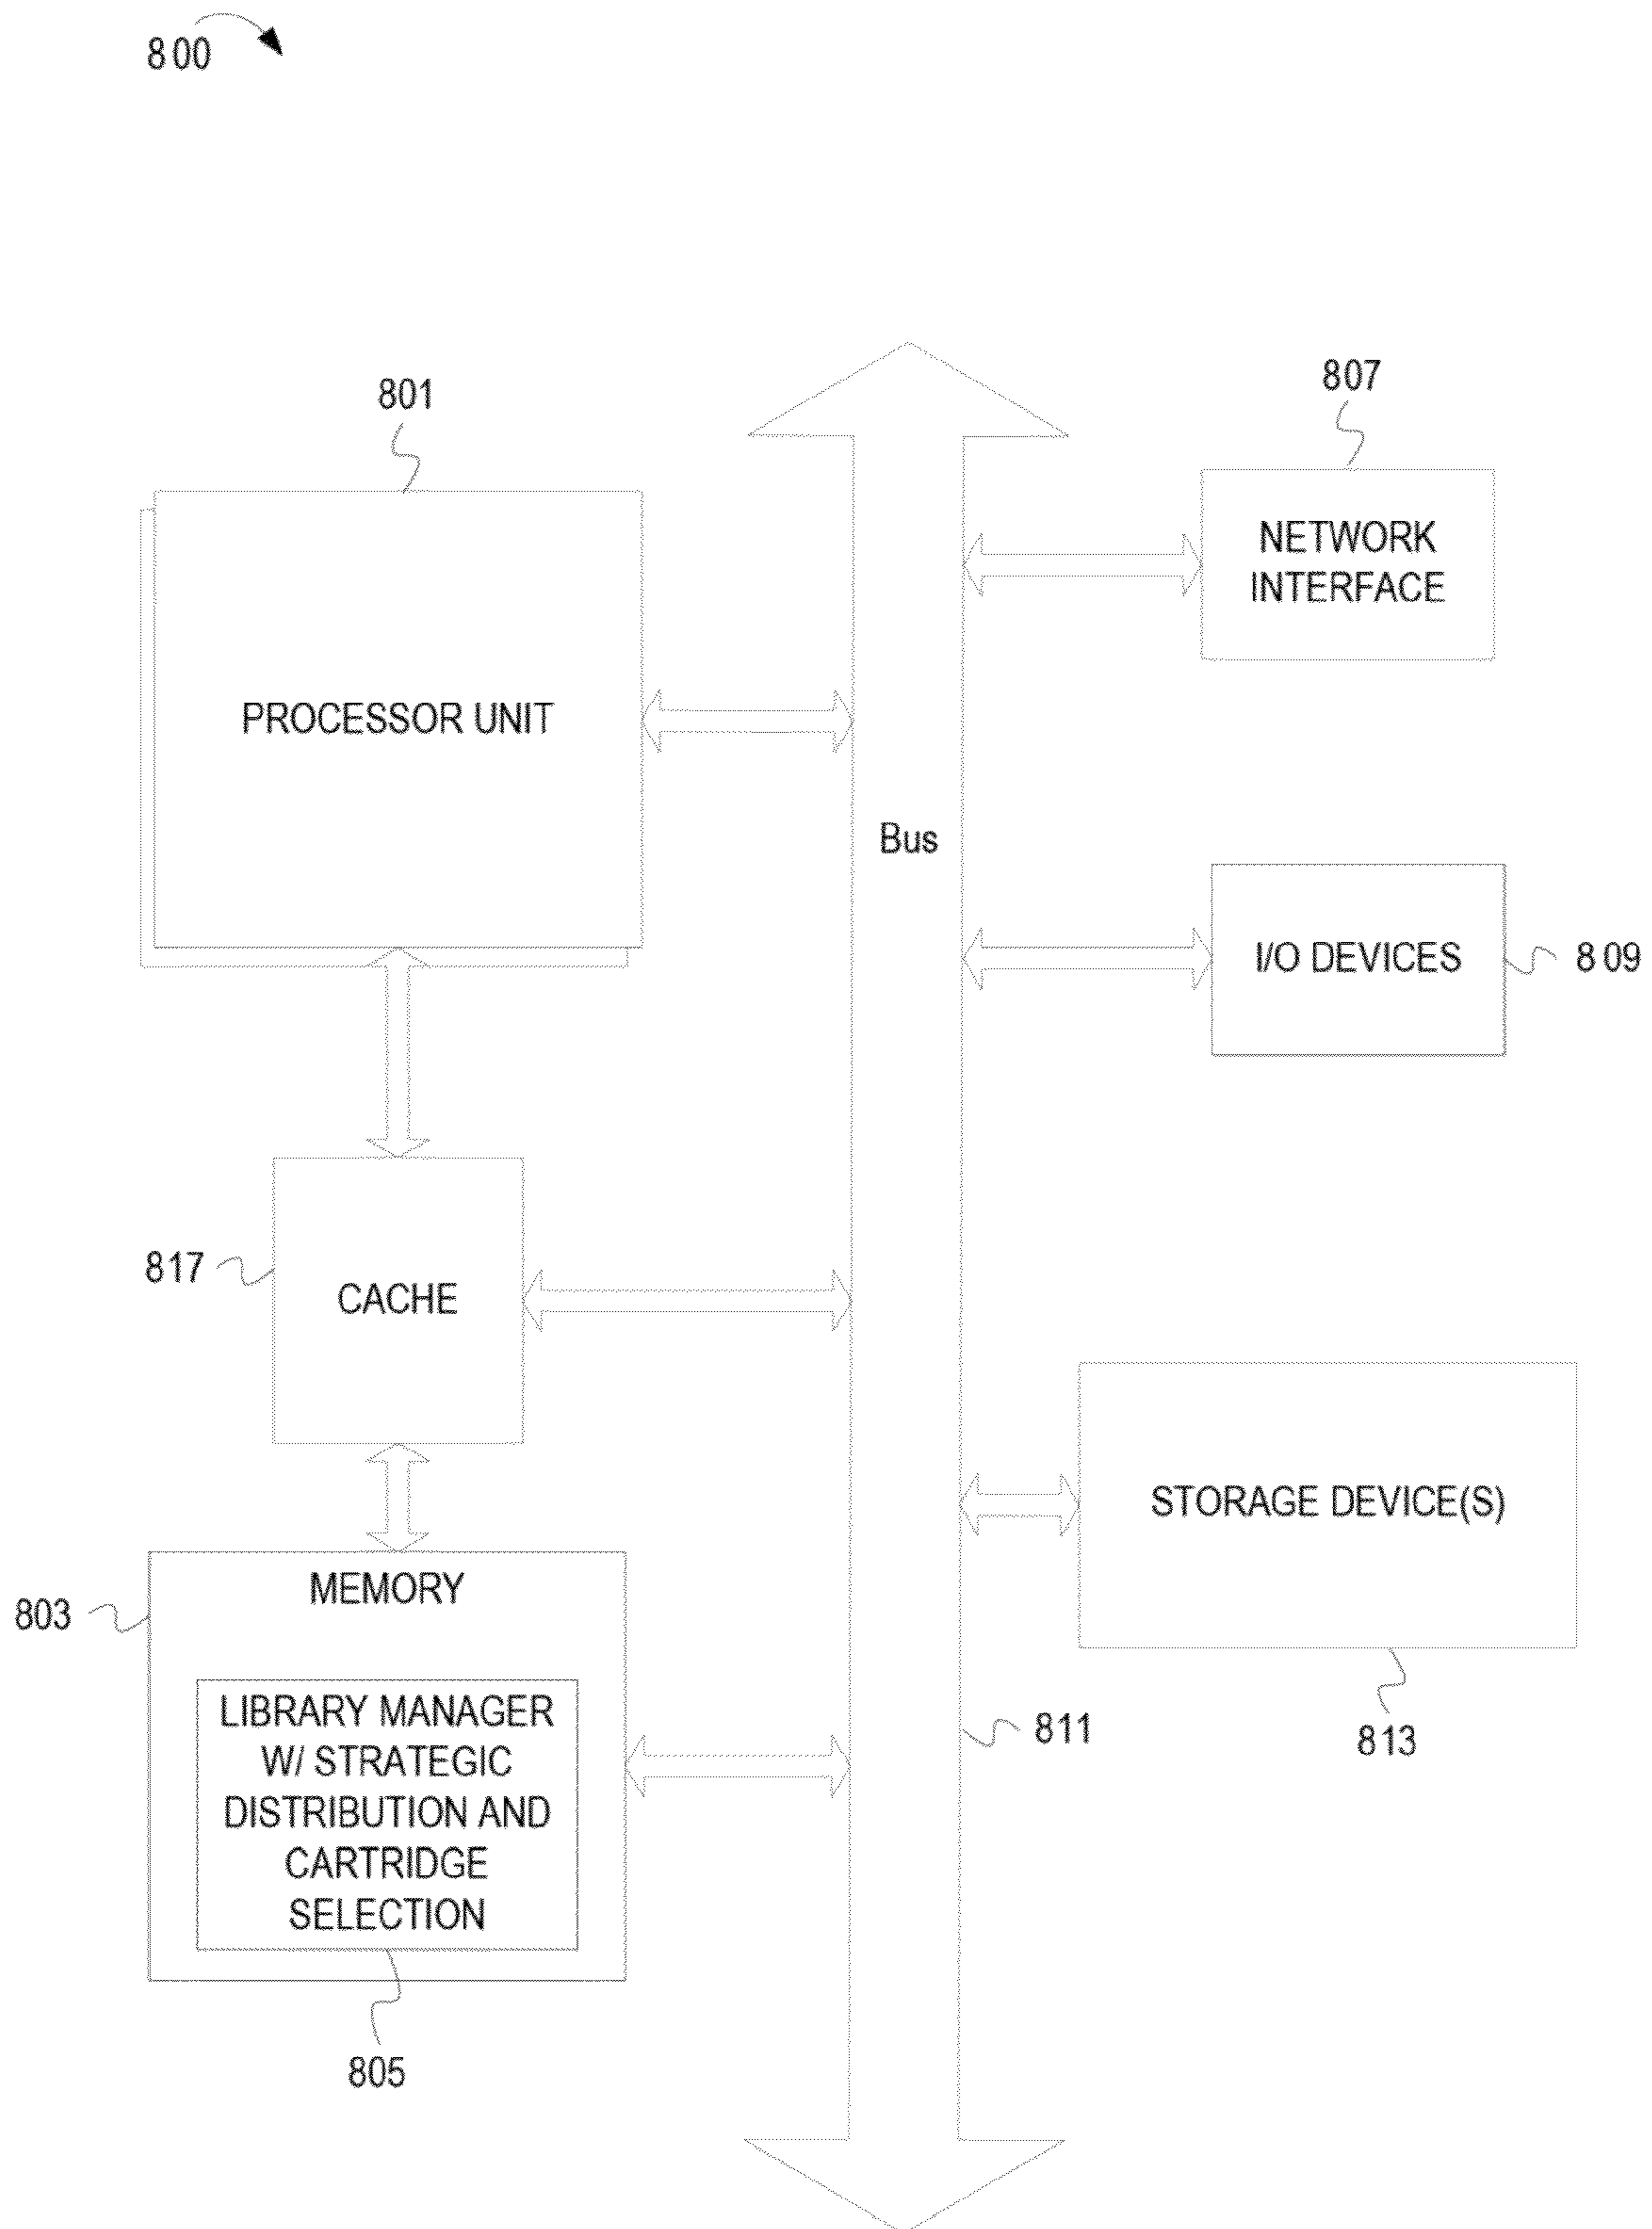 800
801
807
NETWORK
INTERFACE
PROCESSOR UNIT
Bus
I/O DEVICES
809
817
CACHE
STORAGE DEVICE(S)
MEMORY
803
LIBRARY MANAGER
W/ STRATEGIC
DISTRIBUTION AND
CARTRIDGE
SELECTION
811
813
805